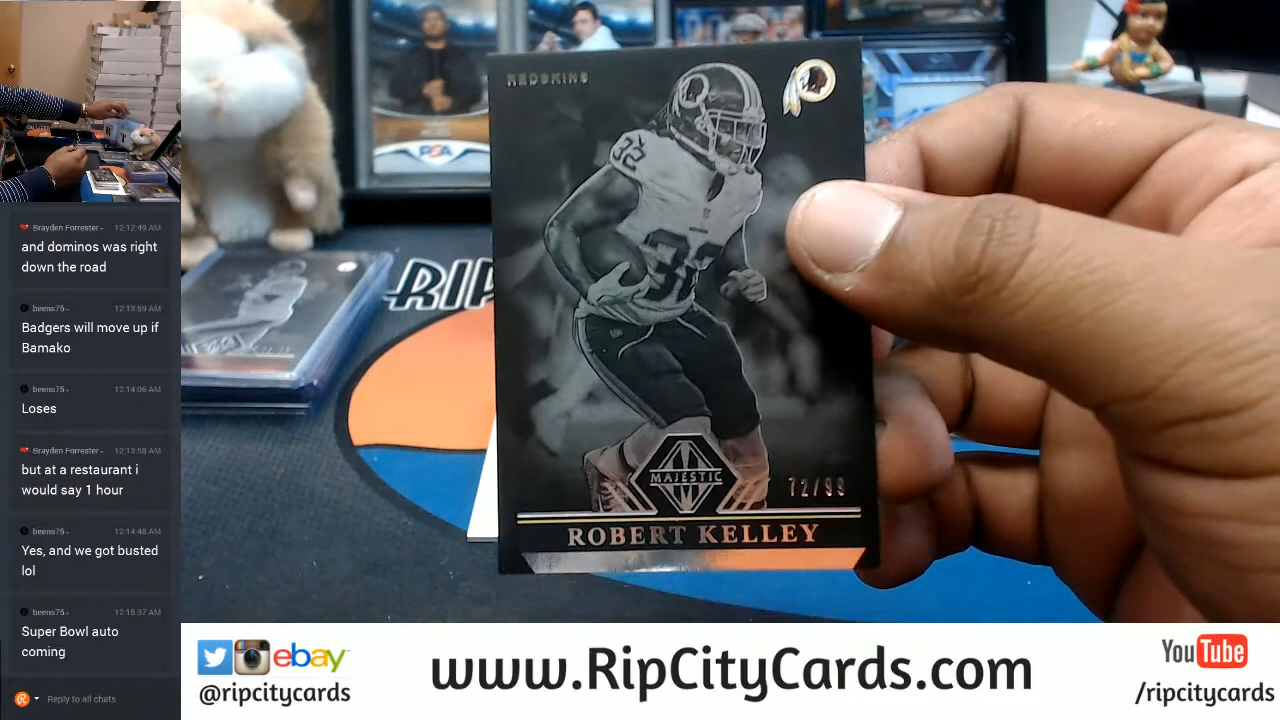 Brayden Forrester 12:12:49 AM
and dominos was right
down the road
beens75 12:13:59 AM
Badgers will move up if
Bamako
beens75 12:14:06 AM
Loses
Brayden Forrester 12:13:58 AM
but at a restaurant i
would say 1 hour
beens75 12:14:48 AM
Yes, and we got busted
lol
beens75 12:16:37 AM
Super Bowl auto
coming
Reply to all chats
PSA
RIP
REDSKINS
32
32
MAJESTIC
72/99
ROBERT KELLEY
ebay
@ripcitycards
www.RipCityCards.com
YouTube
/ripcitycards